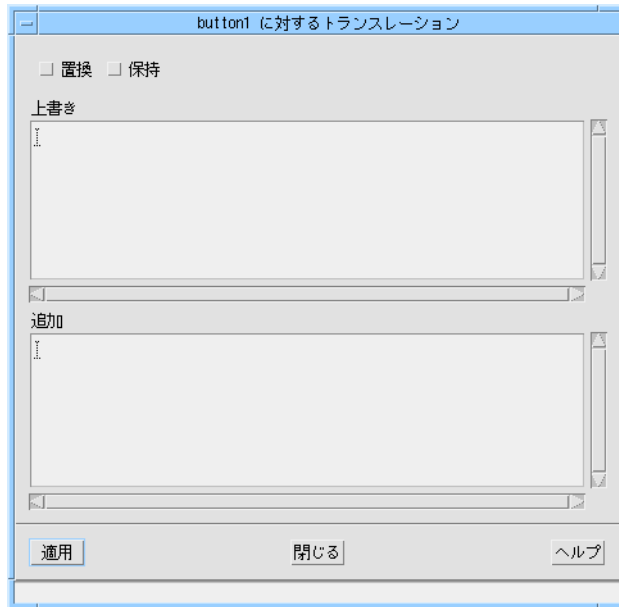 button1 に対するトランスレーション
置換 保持
上書き
追加
適用 閉じる ヘルプ